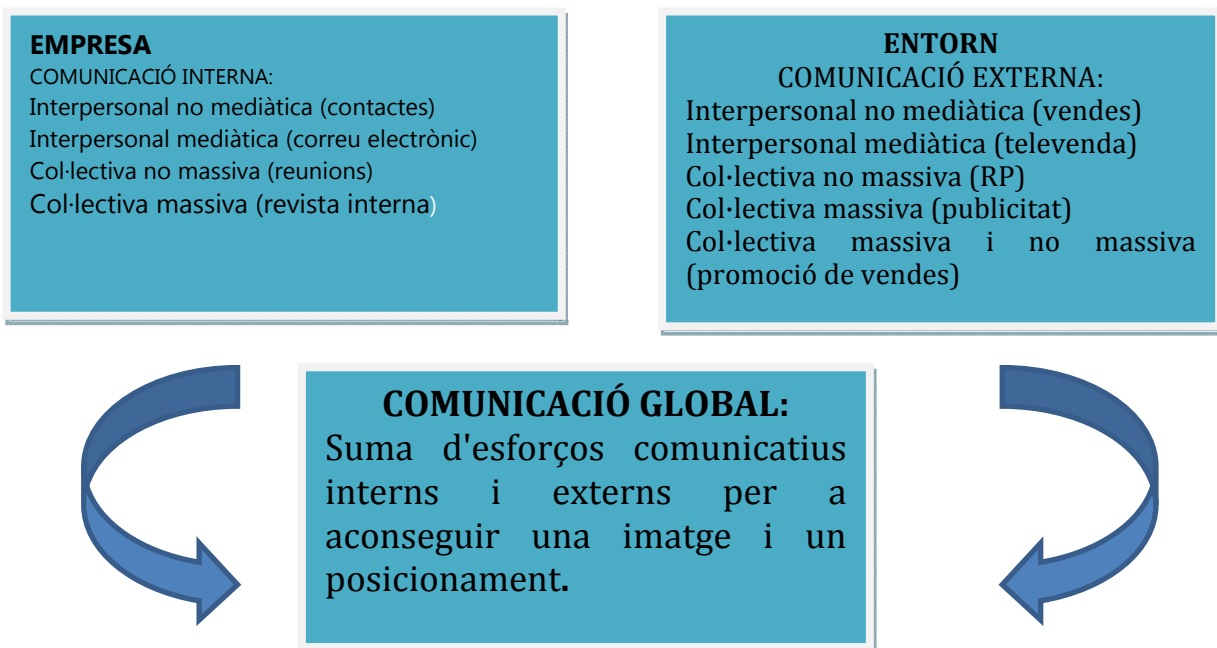 EMPRESA
COMUNICACIÓ INTERNA:
Interpersonal no mediàtica (contactes)
Interpersonal mediàtica (correu electrònic)
Col·lectiva no massiva (reunions)
Col·lectiva massiva (revista interna)
ENTORN
COMUNICACIÓ EXTERNA:
Interpersonal no mediàtica (vendes)
Interpersonal mediàtica (televenda)
Col·lectiva no massiva (RP)
Col·lectiva massiva (publicitat)
Col·lectiva massiva i no massiva
(promoció de vendes)
COMUNICACIÓ GLOBAL:
Suma d'esforços comunicatius
interns i externs per a
aconseguir una imatge i un
posicionament.